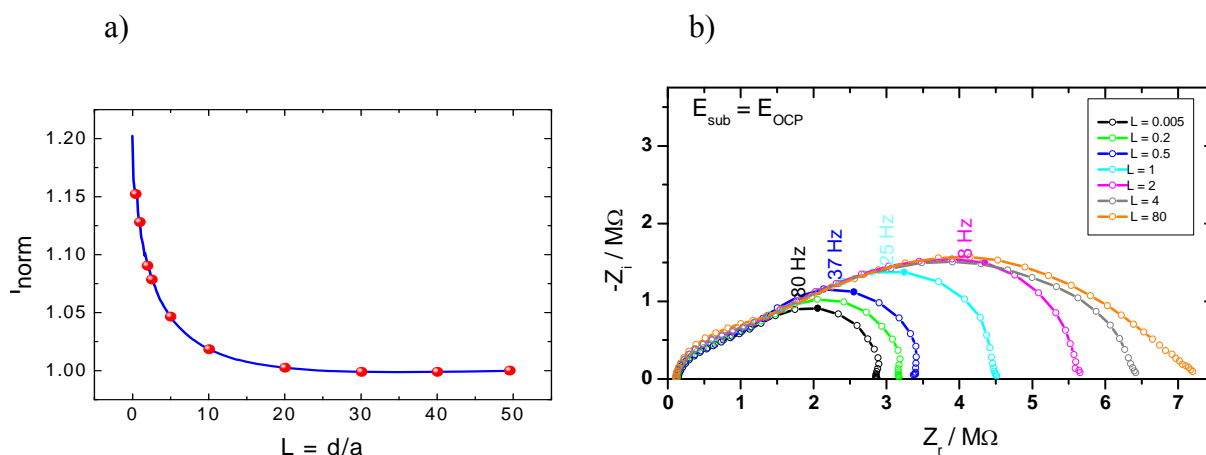 a)
b)
I_norm
1.20
1.15
1.10
1.05
1.00
0
10
20
30
40
50
L = d/a
E_sub = E_OCP
L = 0.005
L = 0.2
L = 0.5
L = 1
L = 2
L = 4
L = 80
80 Hz
37 Hz
25 Hz
8 Hz
-Z_i / MΩ
3
2
1
0
0
1
2
3
4
5
6
7
Z_r / MΩ